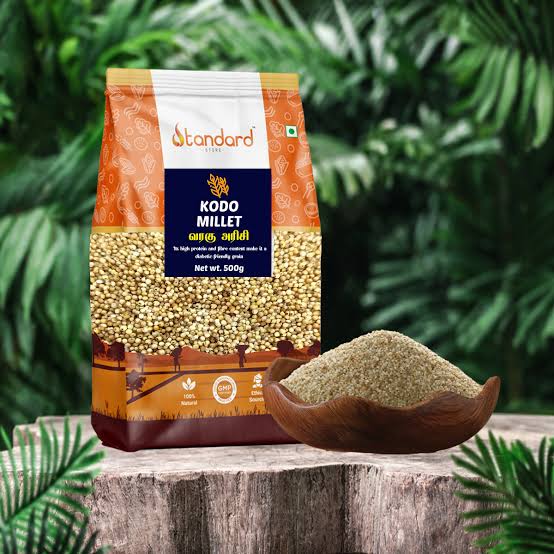 Standard™
STORE
KODO
MILLET
வரகு அரிசி
Its high protein and fibre content make it a
diabetic friendly grain
Net wt. 500g
100%
Natural
GMP